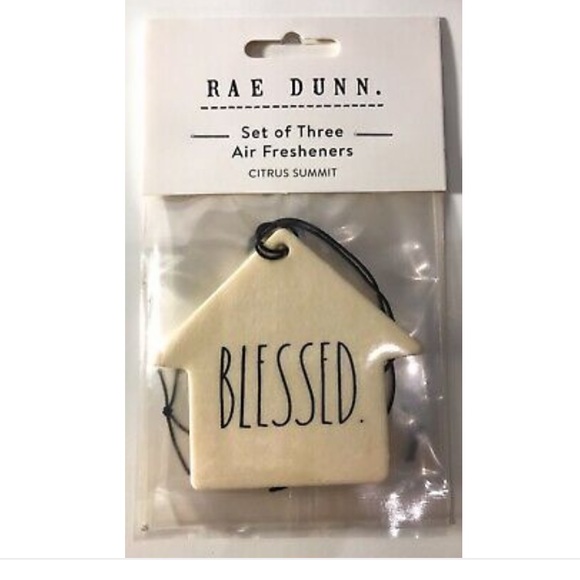 RAE DUNN.
Set of Three
Air Fresheners
CITRUS SUMMIT
BLESSED.